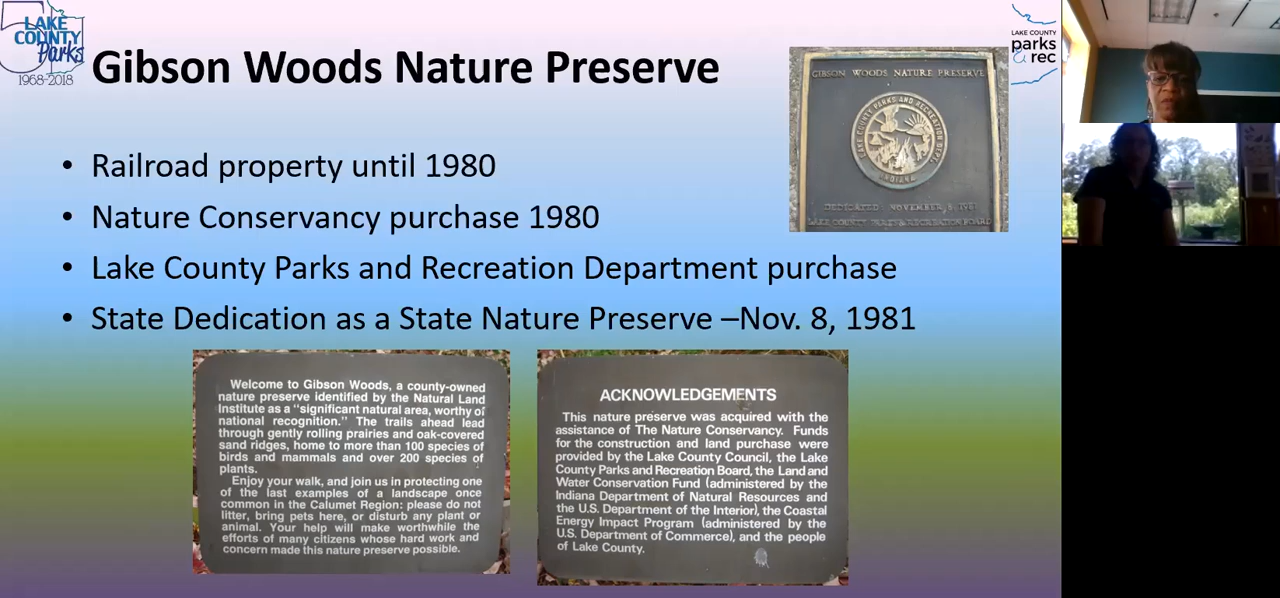 LAKE
COUNTY
Parks
1968-2018
Gibson Woods Nature Preserve
LAKE COUNTY
parks
& rec
GIBSON WOODS NATURE PRESERVE
LAKE COUNTY PARKS AND RECREATION DEPT.
INDIANA
DEDICATED NOVEMBER, 8, 1981
LAKE COUNTY PARKS & RECREATION BOARD
• Railroad property until 1980
• Nature Conservancy purchase 1980
• Lake County Parks and Recreation Department purchase
• State Dedication as a State Nature Preserve –Nov. 8, 1981
Welcome to Gibson Woods, a county-owned
nature preserve identified by the Natural Land
Institute as a "significant natural area, worthy of
national recognition." The trails ahead lead
through gently rolling prairies and oak-covered
sand ridges, home to more than 100 species of
birds and mammals and over 200 species of
plants.
Enjoy your walk, and join us in protecting one
of the last examples of a landscape once
common in the Calumet Region: please do not
litter, bring pets here, or disturb any plant or
animal. Your help will make worthwhile the
efforts of many citizens whose hard work and
concern made this nature preserve possible.
ACKNOWLEDGEMENTS
This nature preserve was acquired with the
assistance of The Nature Conservancy. Funds
for the construction and land purchase were
provided by the Lake County Council, the Lake
County Parks and Recreation Board, the Land and
Water Conservation Fund (administered by the
Indiana Department of Natural Resources and
the U.S. Department of the Interior), the Coastal
Energy Impact Program (administered by the
U.S. Department of Commerce), and the people
of Lake County.